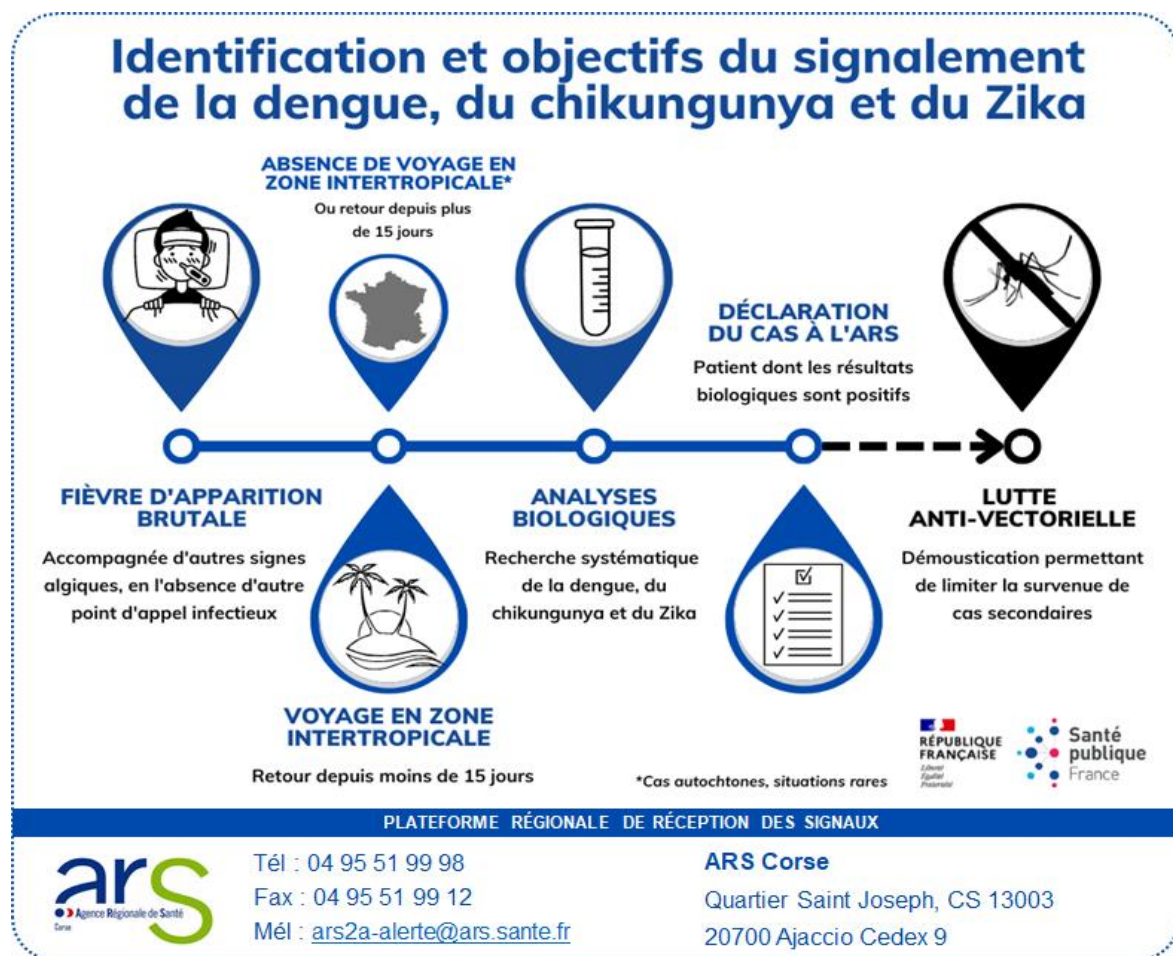 Identification et objectifs du signalement
de la dengue, du chikungunya et du Zika
ABSENCE DE VOYAGE EN
ZONE INTERTROPICALE*
Ou retour depuis plus
de 15 jours
DÉCLARATION
DU CAS À L'ARS
Patient dont les résultats
biologiques sont positifs
FIÈVRE D'APPARITION
BRUTALE
Accompagnée d'autres signes
algiques, en l'absence d'autre
point d'appel infectieux
ANALYSES
BIOLOGIQUES
Recherche systématique
de la dengue, du
chikungunya et du Zika
LUTTE
ANTI-VECTORIELLE
Démoustication permettant
de limiter la survenue de
cas secondaires
VOYAGE EN ZONE
INTERTROPICALE
Retour depuis moins de 15 jours
*Cas autochtones, situations rares
RÉPUBLIQUE
FRANÇAISE
Liberté
Égalité
Fraternité
Santé
publique
France
PLATEFORME RÉGIONALE DE RÉCEPTION DES SIGNAUX
ars
Agence Régionale de Santé
Corse
Tél : 04 95 51 99 98
Fax : 04 95 51 99 12
Mél : ars2a-alerte@ars.sante.fr
ARS Corse
Quartier Saint Joseph, CS 13003
20700 Ajaccio Cedex 9